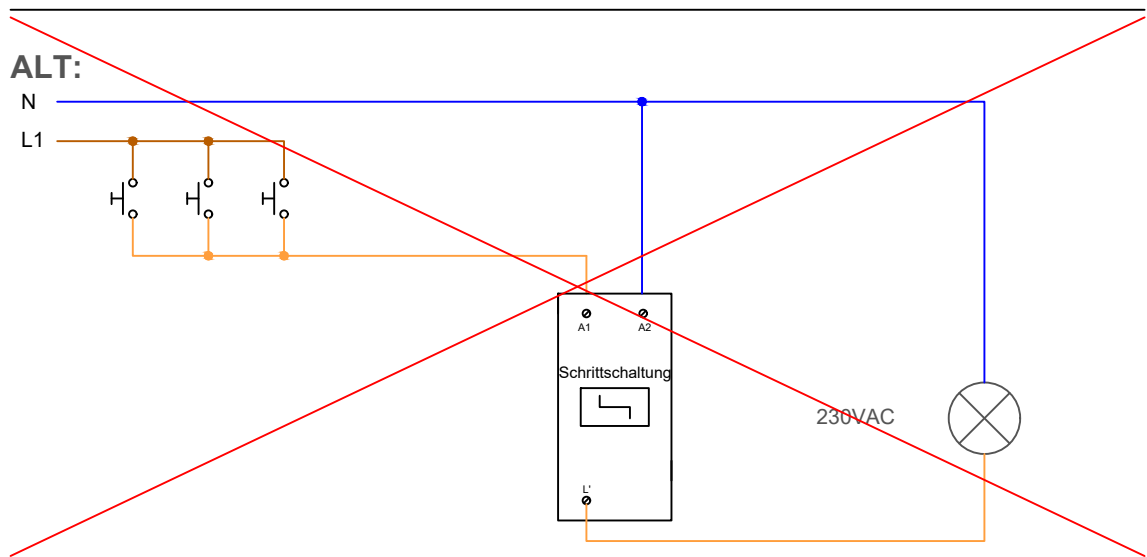 ALT:
N
L1
A1
A2
Schrittschaltung
230VAC
L'